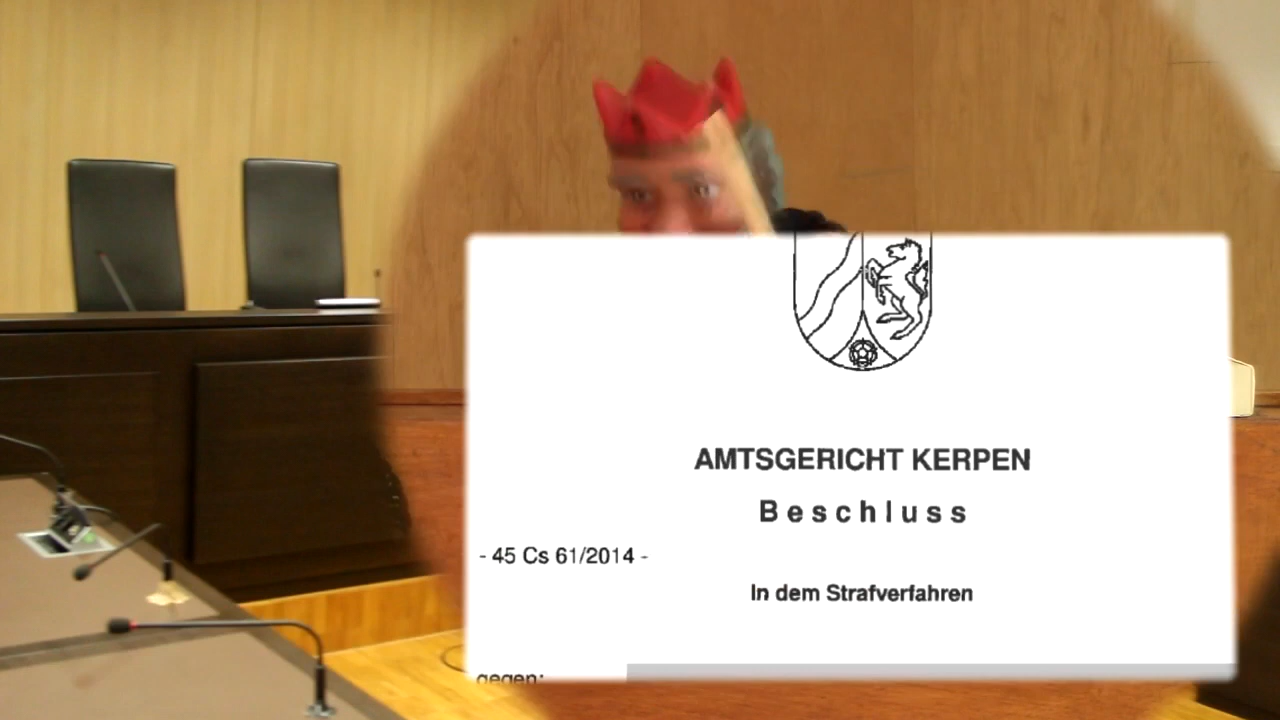 AMTSGERICHT KERPEN
Beschluss
- 45 Cs 61/2014 -
In dem Strafverfahren
gegen: